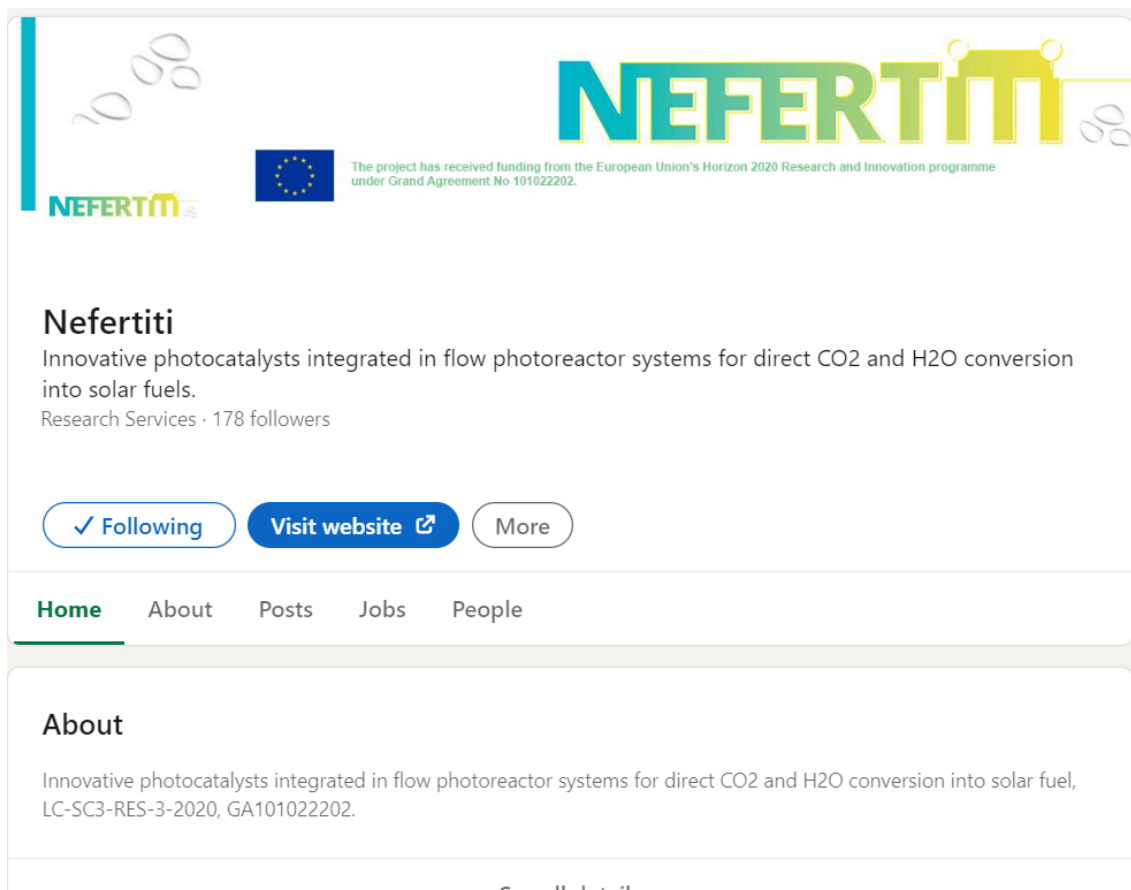 NEFERTITI
The project has received funding from the European Union's Horizon 2020 Research and Innovation programme
under Grand Agreement No 101022202.
NEFERTITI
Nefertiti
Innovative photocatalysts integrated in flow photoreactor systems for direct CO2 and H2O conversion
into solar fuels.
Research Services · 178 followers
✓ Following
Visit website
More
Home
About
Posts
Jobs
People
About
Innovative photocatalysts integrated in flow photoreactor systems for direct CO2 and H2O conversion into solar fuel,
LC-SC3-RES-3-2020, GA101022202.